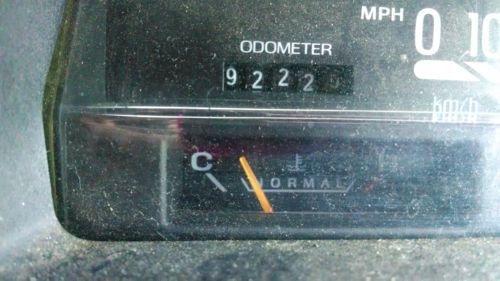 MPH 0 10
ODOMETER
9222
km/h
C NORMAL